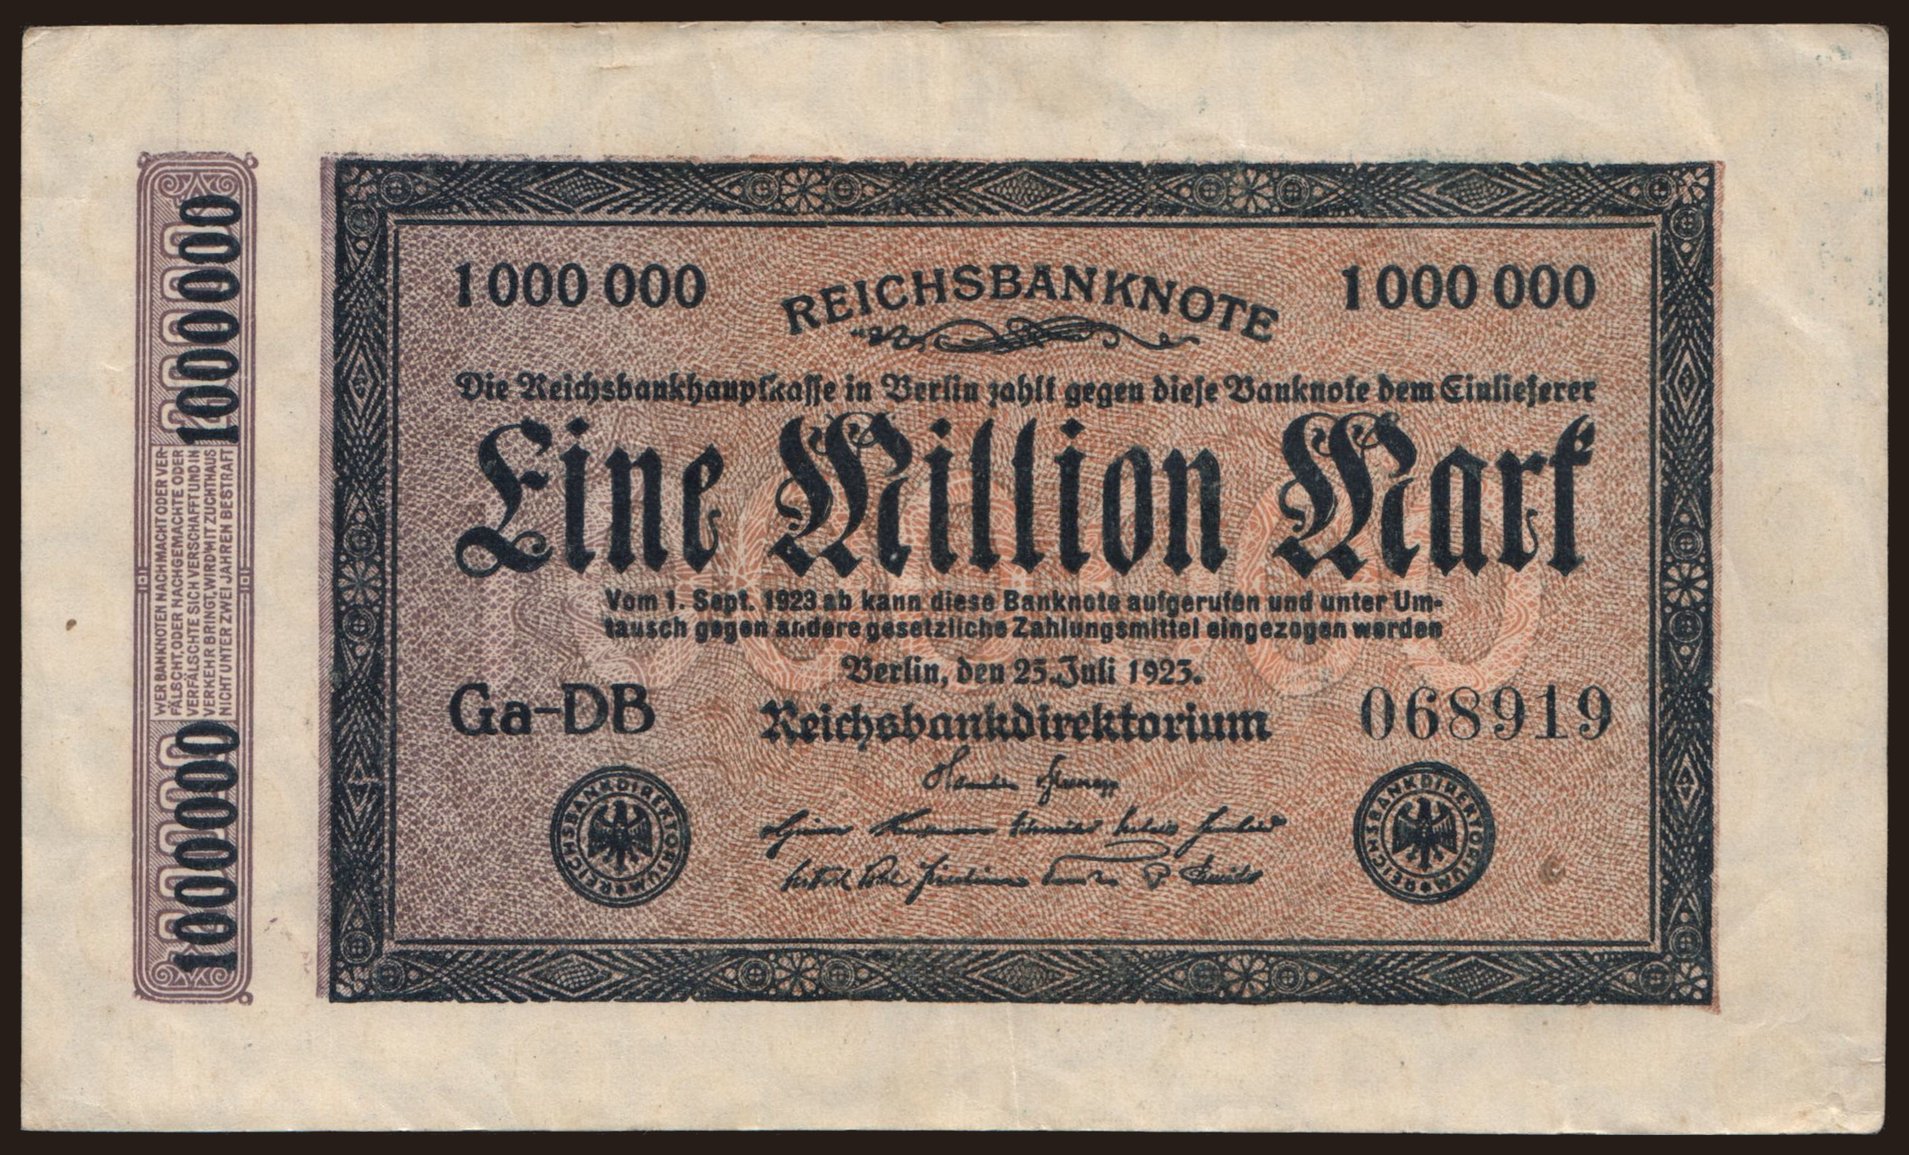 1 000 000
REICHSBANKNOTE
1 000 000
Die Reichsbankhauptkasse in Berlin zahlt gegen diese Banknote dem Einlieferer
Eine Million Mark
Vom 1. Sept. 1923 ab kann diese Banknote aufgerufen und unter Um-
tausch gegen andere gesetzliche Zahlungsmittel eingezogen werden
Berlin, den 25. Juli 1923.
Ga-DB
Reichsbankdirektorium
068919
REICHSBANKDIREKTORIUM
REICHSBANKDIREKTORIUM
1000000
WER BANKNOTEN NACHMACHT ODER VER-
FÄLSCHT, ODER NACHGEMACHTE ODER
VERFÄLSCHTE SICH VERSCHAFFT UND IN
VERKEHR BRINGT, WIRD MIT ZUCHTHAUS
NICHT UNTER ZWEI JAHREN BESTRAFT
1000000